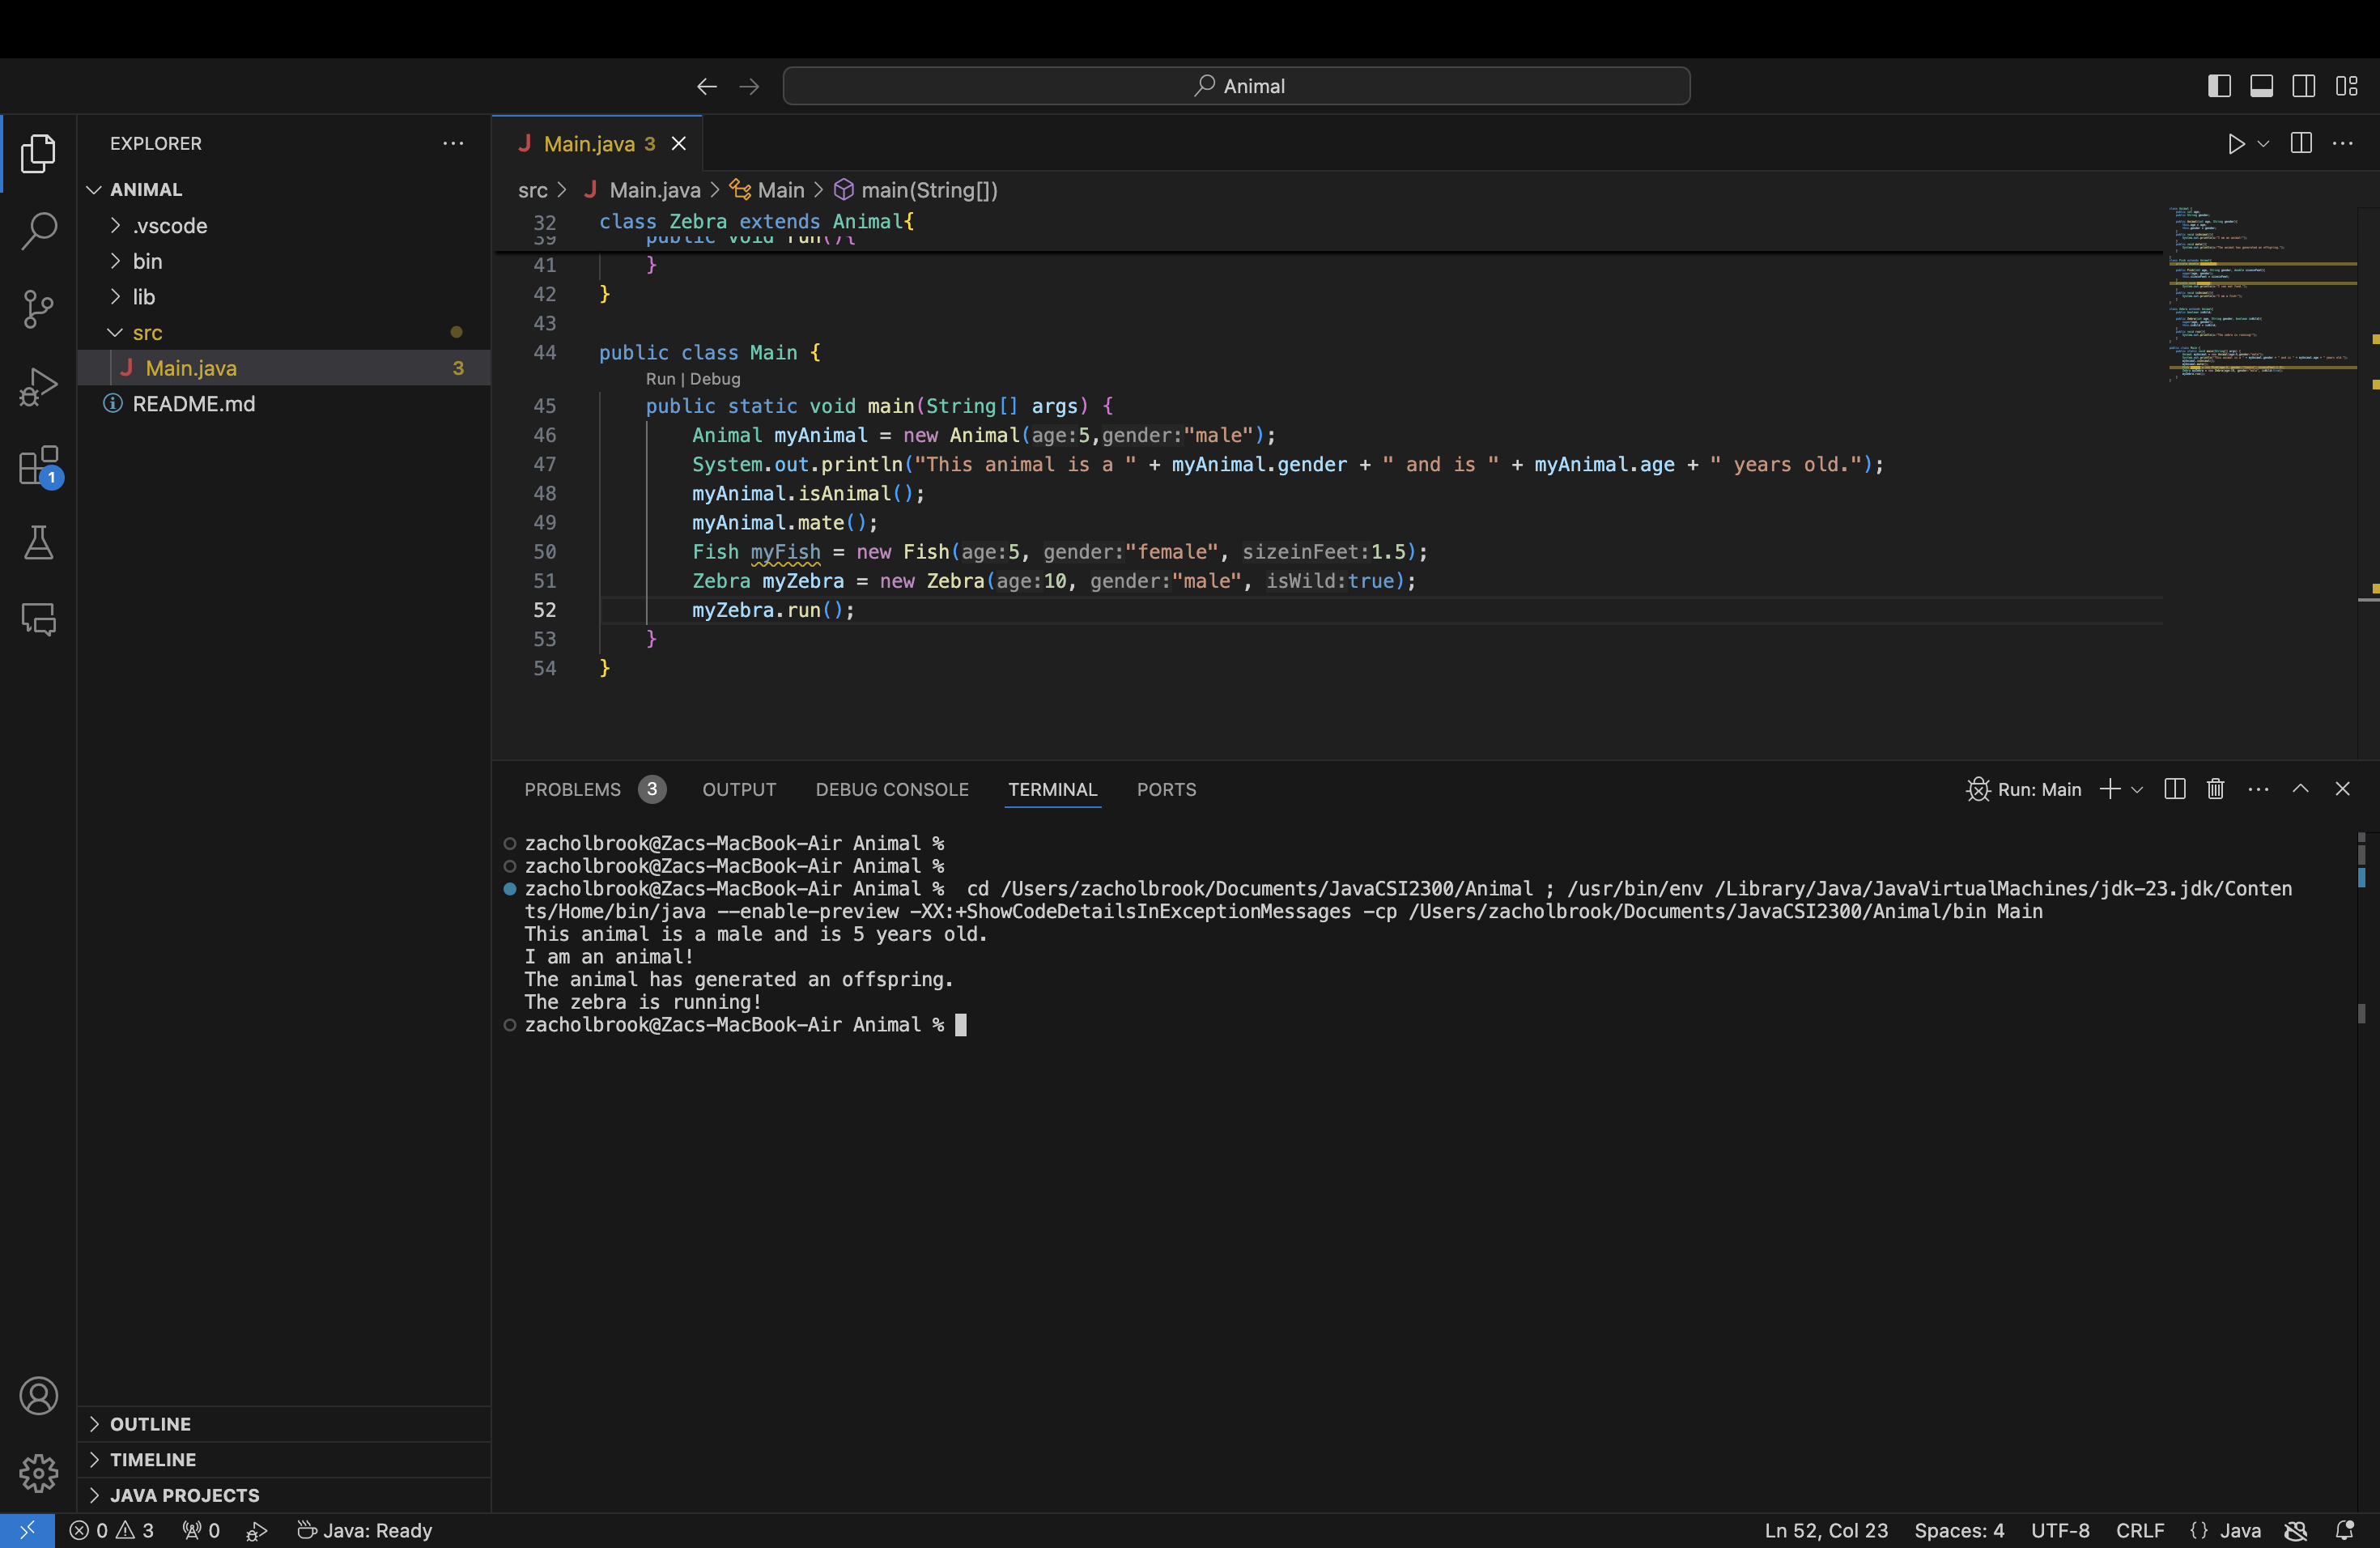 Animal
EXPLORER
ANIMAL
.vscode
bin
lib
src
Main.java 3
README.md
1
OUTLINE
TIMELINE
JAVA PROJECTS
Main.java 3
src > Main.java > Main > main(String[])
32 class Zebra extends Animal{
39 public void run(){
41 }
42 }
43
44 public class Main {
Run | Debug
45 public static void main(String[] args) {
46 Animal myAnimal = new Animal(age:5,gender:"male");
47 System.out.println("This animal is a " + myAnimal.gender + " and is " + myAnimal.age + " years old.");
48 myAnimal.isAnimal();
49 myAnimal.mate();
50 Fish myFish = new Fish(age:5, gender:"female", sizeinFeet:1.5);
51 Zebra myZebra = new Zebra(age:10, gender:"male", isWild:true);
52 myZebra.run();
53 }
54 }
PROBLEMS 3 OUTPUT DEBUG CONSOLE TERMINAL PORTS
Run: Main
zacholbrook@Zacs-MacBook-Air Animal %
zacholbrook@Zacs-MacBook-Air Animal %
zacholbrook@Zacs-MacBook-Air Animal % cd /Users/zacholbrook/Documents/JavaCSI2300/Animal ; /usr/bin/env /Library/Java/JavaVirtualMachines/jdk-23.jdk/Conten
ts/Home/bin/java --enable-preview -XX:+ShowCodeDetailsInExceptionMessages -cp /Users/zacholbrook/Documents/JavaCSI2300/Animal/bin Main
This animal is a male and is 5 years old.
I am an animal!
The animal has generated an offspring.
The zebra is running!
zacholbrook@Zacs-MacBook-Air Animal %
0 3 0 Java: Ready
Ln 52, Col 23 Spaces: 4 UTF-8 CRLF {} Java